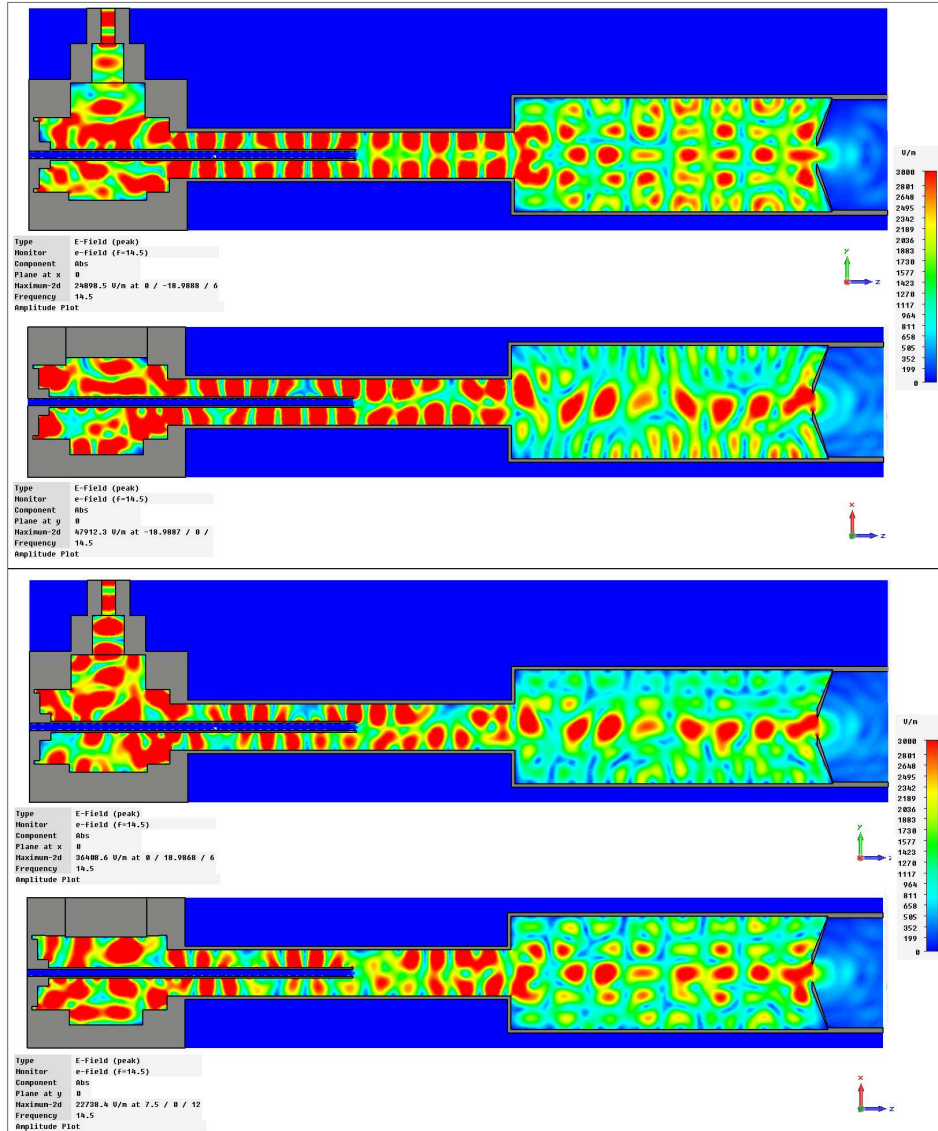 V/m
3000
2801
2648
2495
2342
2189
2036
1883
1730
1577
1423
1270
1117
964
811
658
505
352
199
0
Type E-Field (peak)
Monitor e-field (f=14.5)
Component Abs
Plane at x 0
Maximum-2d 24898.5 V/m at 0 / -18.9888 / 6
Frequency 14.5
Amplitude Plot
y
z
Type E-Field (peak)
Monitor e-field (f=14.5)
Component Abs
Plane at y 0
Maximum-2d 47912.3 V/m at -18.9887 / 0 /
Frequency 14.5
Amplitude Plot
x
z
V/m
3000
2801
2648
2495
2342
2189
2036
1883
1730
1577
1423
1270
1117
964
811
658
505
352
199
0
Type E-Field (peak)
Monitor e-field (f=14.5)
Component Abs
Plane at x 0
Maximum-2d 36408.6 V/m at 0 / 18.9868 / 6
Frequency 14.5
Amplitude Plot
y
z
Type E-Field (peak)
Monitor e-field (f=14.5)
Component Abs
Plane at y 0
Maximum-2d 22738.4 V/m at 7.5 / 0 / 12
Frequency 14.5
Amplitude Plot
x
z